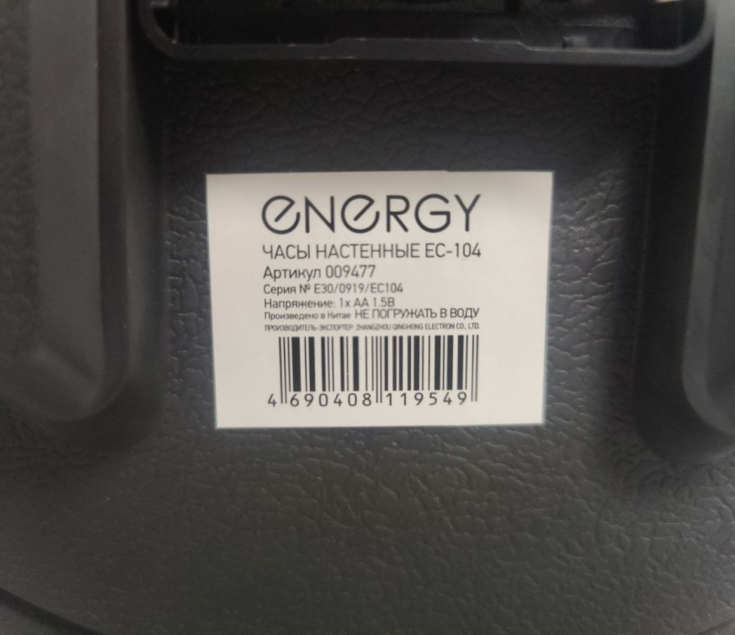 eNeRGY
ЧАСЫ НАСТЕННЫЕ EC-104
Артикул 009477
Серия № E30/0919/EC104
Напряжение: 1x AA 1.5В
Произведено в Китае НЕ ПОГРУЖАТЬ В ВОДУ
ПРОИЗВОДИТЕЛЬ-ЭКСПОРТЕР: ZHANGZHOU QINGHONG ELECTRON CO., LTD.
4 690408 119549